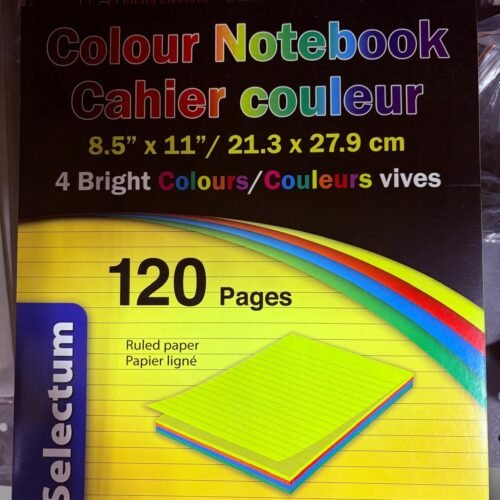 Colour Notebook
Cahier couleur
8.5” x 11”/ 21.3 x 27.9 cm
4 Bright Colours/Couleurs vives
120 Pages
Ruled paper
Papier ligné
Selectum